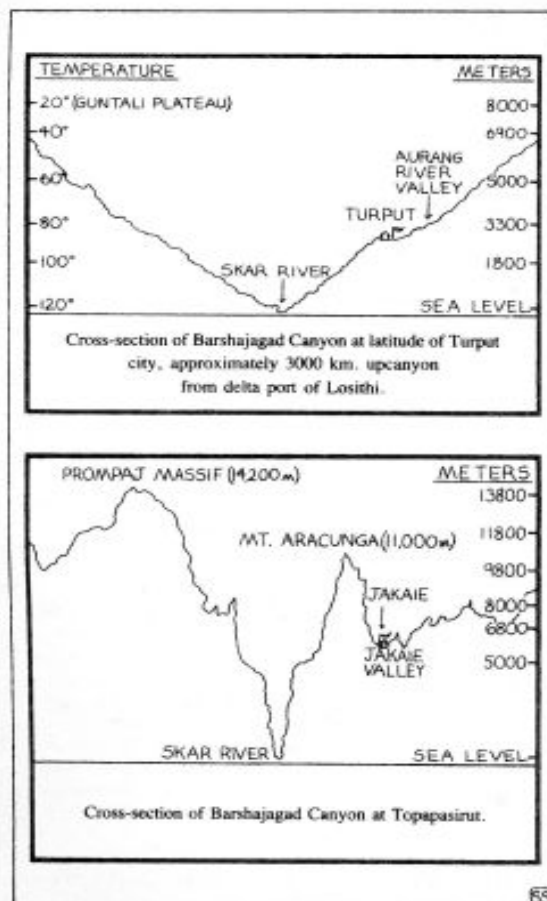 TEMPERATURE METERS
20° (GUNTALI PLATEAU) 8000
40° 6900
AURANG
RIVER
VALLEY
60° 5000
TURPUT
80° 3300
100° 1800
SKAR RIVER
120° SEA LEVEL
Cross-section of Barshajagad Canyon at latitude of Turput
city, approximately 3000 km. upcanyon
from delta port of Losithi.
PROMPAJ MASSIF (14,200m) METERS
13800
MT. ARACUNGA (11,000m) 11800
9800
JAKAIE 8000
6800
JAKAIE
VALLEY
5000
SKAR RIVER SEA LEVEL
Cross-section of Barshajagad Canyon at Topapasirut.